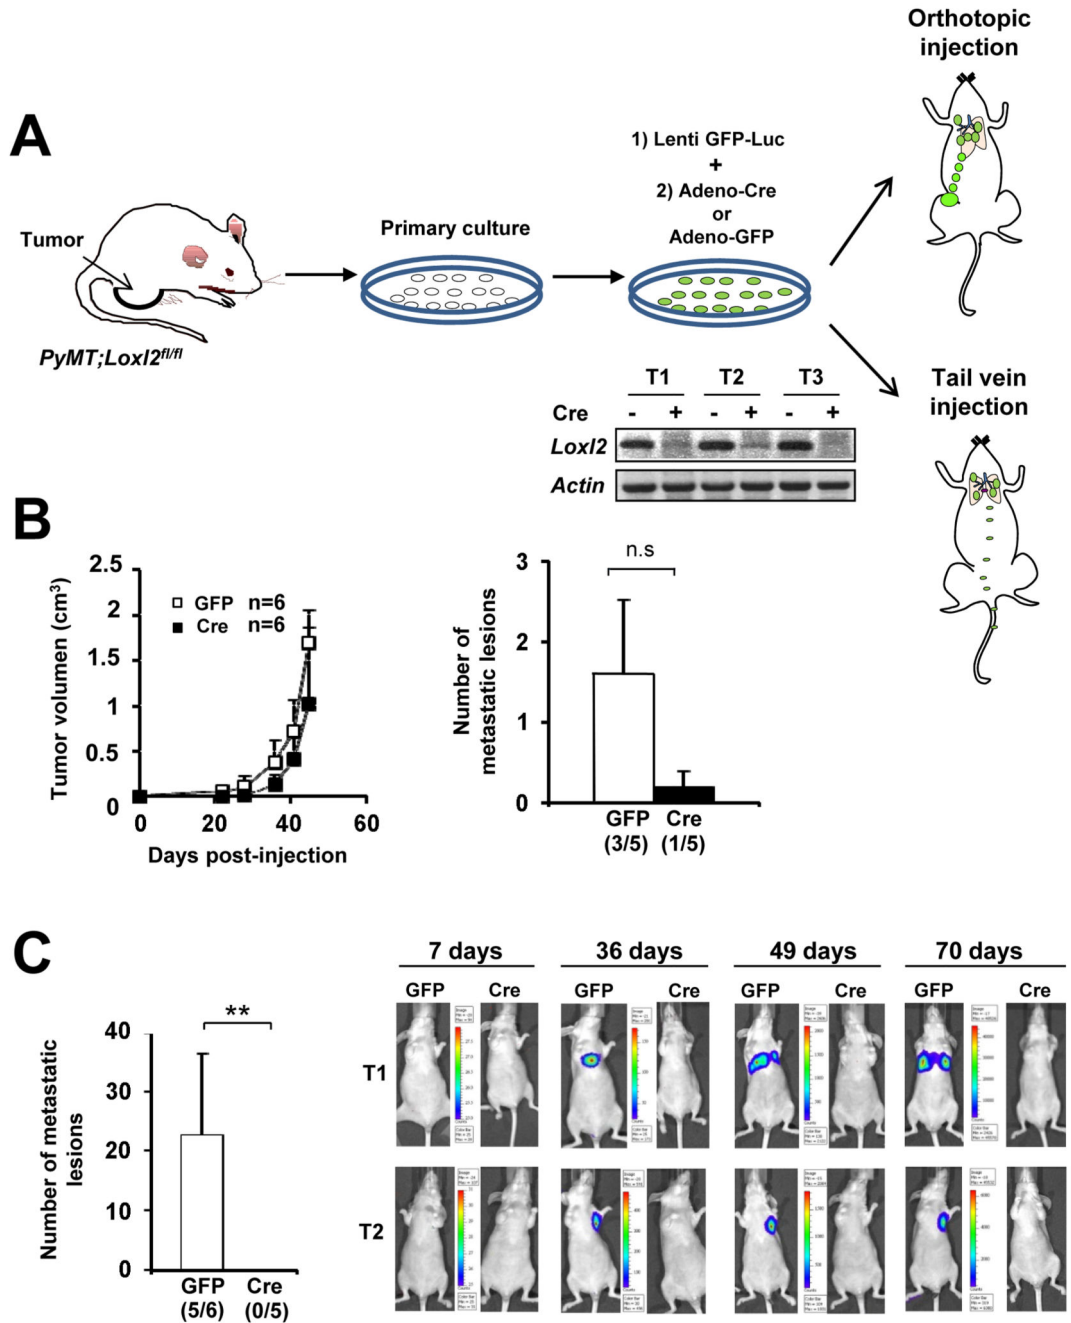 Orthotopic
injection
A
1) Lenti GFP-Luc
+
2) Adeno-Cre
or
Adeno-GFP
Primary culture
Tumor
PyMT;Loxl2fl/fl
T1 T2 T3
Cre - + - + - +
Loxl2
Actin
Tail vein
injection
B
Tumor volumen (cm3)
2.5
2
1.5
1
0.5
0
GFP n=6
Cre n=6
0 20 40 60
Days post-injection
Number of
metastatic lesions
3
2
1
0
n.s
GFP Cre
(3/5) (1/5)
C
Number of metastatic
lesions
40
30
20
10
0
**
GFP Cre
(5/6) (0/5)
7 days 36 days 49 days 70 days
GFP Cre GFP Cre GFP Cre GFP Cre
T1
T2